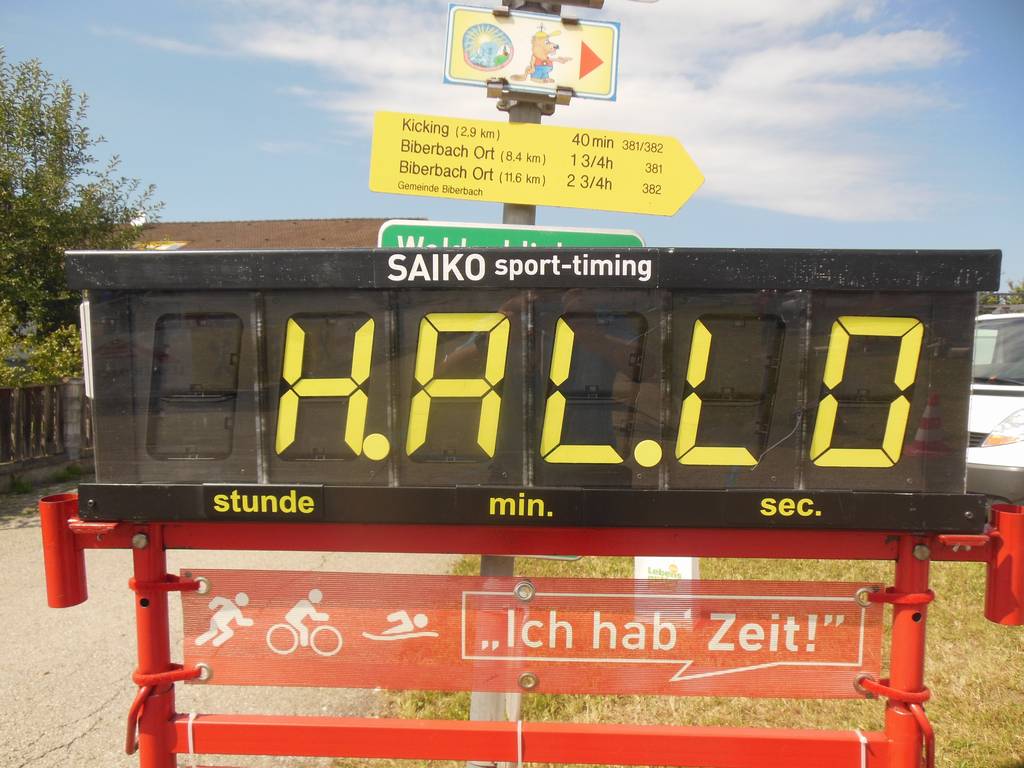 Kicking (2,9 km) 40 min 381/382
Biberbach Ort (8.4 km) 1 3/4h 381
Biberbach Ort (11.6 km) 2 3/4h 382
Gemeinde Biberbach
SAIKO sport-timing
H.AL.LO
stunde min. sec.
Lebens
„Ich hab' Zeit!”